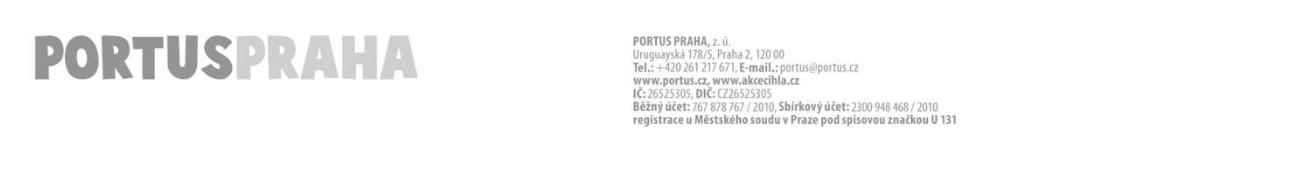 PORTUSPRAHA
PORTUS PRAHA, z. ú.
Uruguayská 178/5, Praha 2, 120 00
Tel.: +420 261 217 671, E-mail.: portus@portus.cz
www.portus.cz, www.akcecihla.cz
IČ: 26525305, DIČ: CZ26525305
Běžný účet: 767 878 767 / 2010, Sbírkový účet: 2300 948 468 / 2010
registrace u Městského soudu v Praze pod spisovou značkou U 131